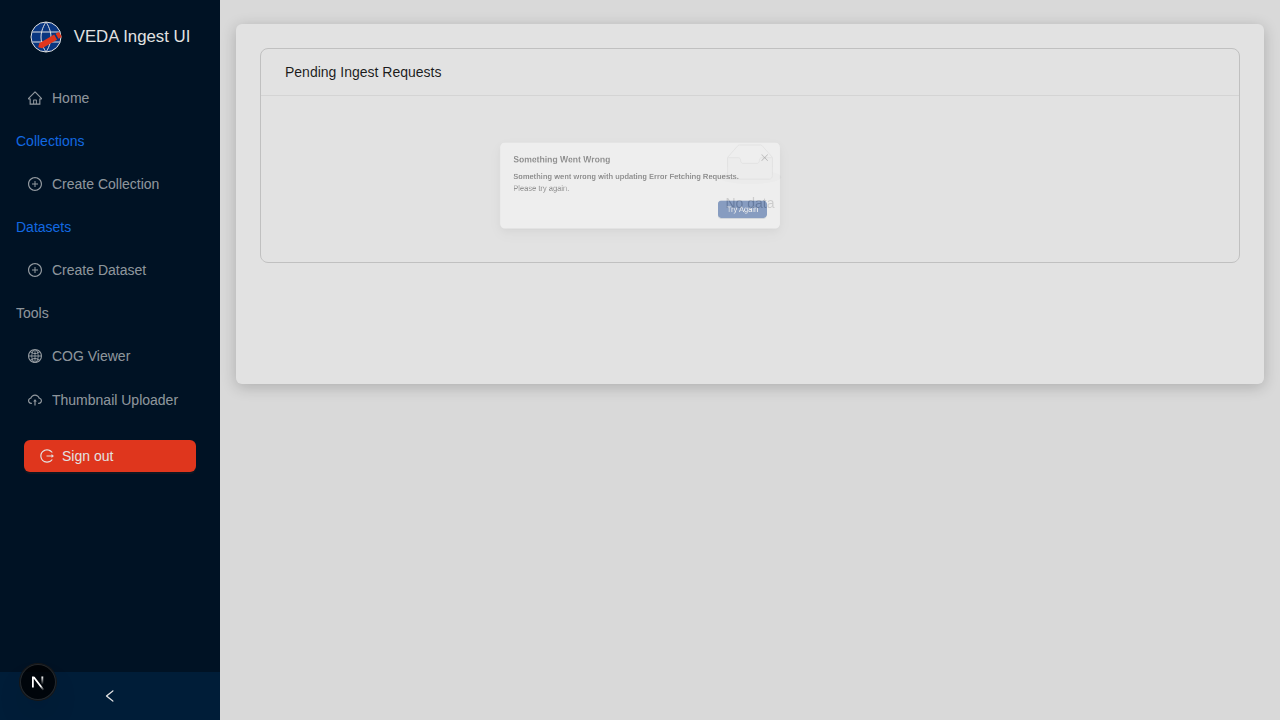 VEDA Ingest UI
Home
Collections
Create Collection
Datasets
Create Dataset
Tools
COG Viewer
Thumbnail Uploader
Sign out
Pending Ingest Requests
Something Went Wrong
Something went wrong with updating Error Fetching Requests.
Please try again.
No data
Try Again